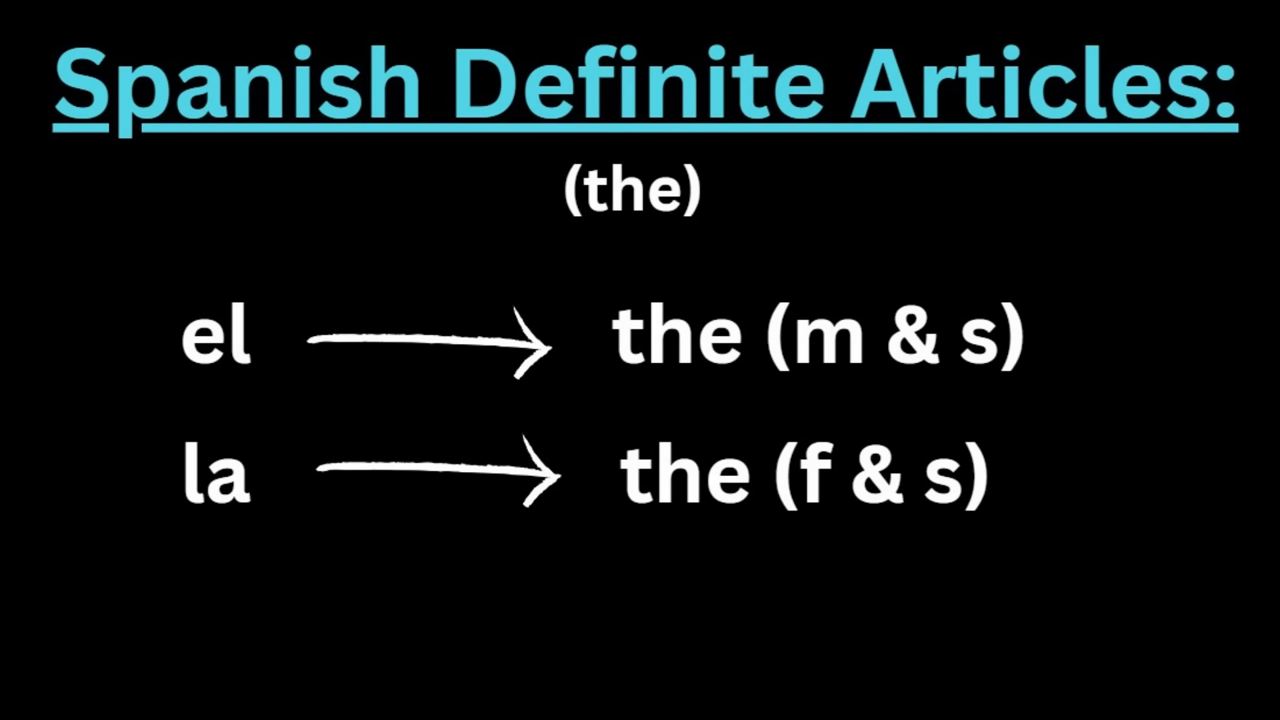 Spanish Definite Articles:
(the)
el the (m & s)
la the (f & s)